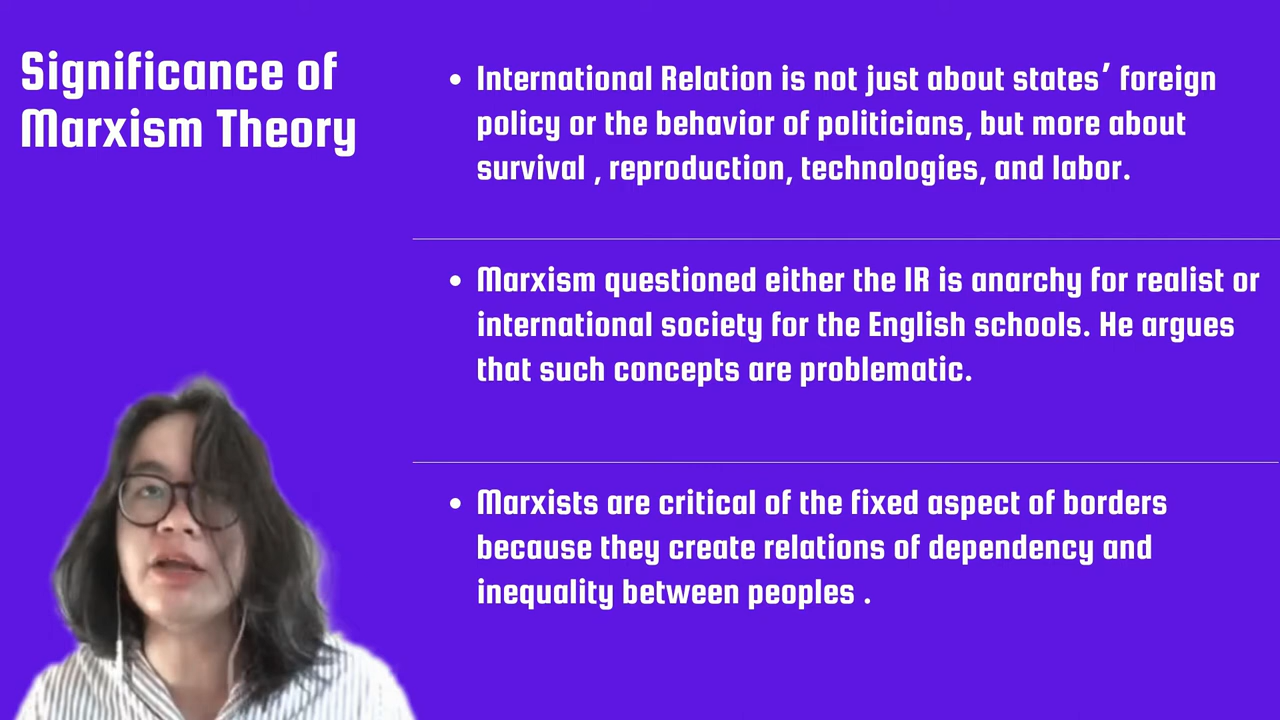 Significance of
Marxism Theory
• International Relation is not just about states’ foreign
policy or the behavior of politicians, but more about
survival , reproduction, technologies, and labor.
• Marxism questioned either the IR is anarchy for realist or
international society for the English schools. He argues
that such concepts are problematic.
• Marxists are critical of the fixed aspect of borders
because they create relations of dependency and
inequality between peoples .